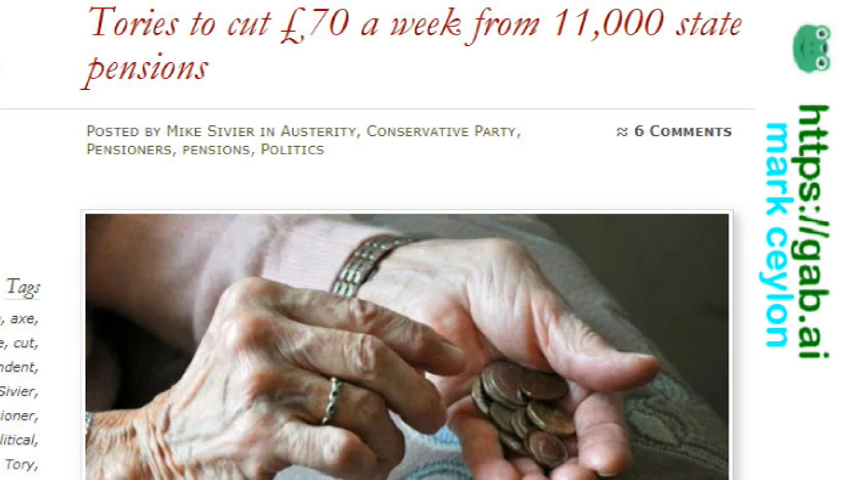 Tories to cut £70 a week from 11,000 state
pensions
Posted by Mike Sivier in Austerity, Conservative Party,
Pensioners, pensions, Politics
≈ 6 Comments
Tags
axe,
cut,
Sivier,
Tory,
https://gab.ai
mark ceylon